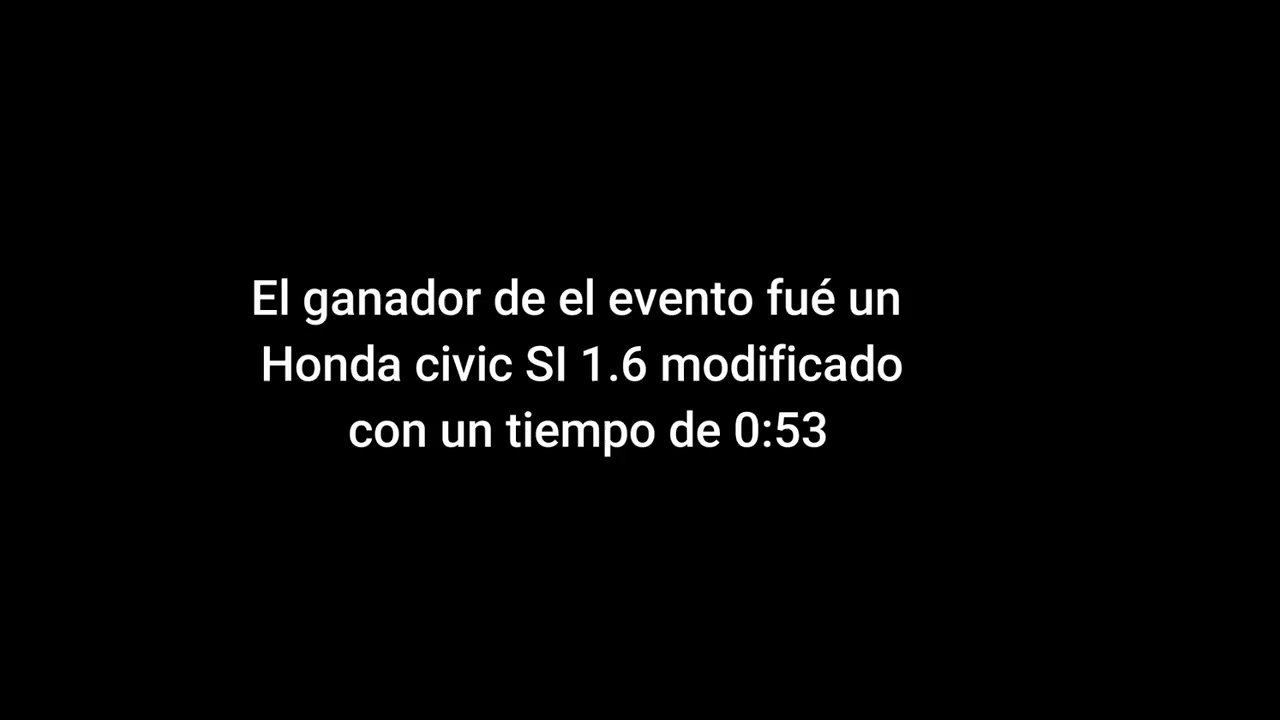 El ganador de el evento fué un
Honda civic SI 1.6 modificado
con un tiempo de 0:53